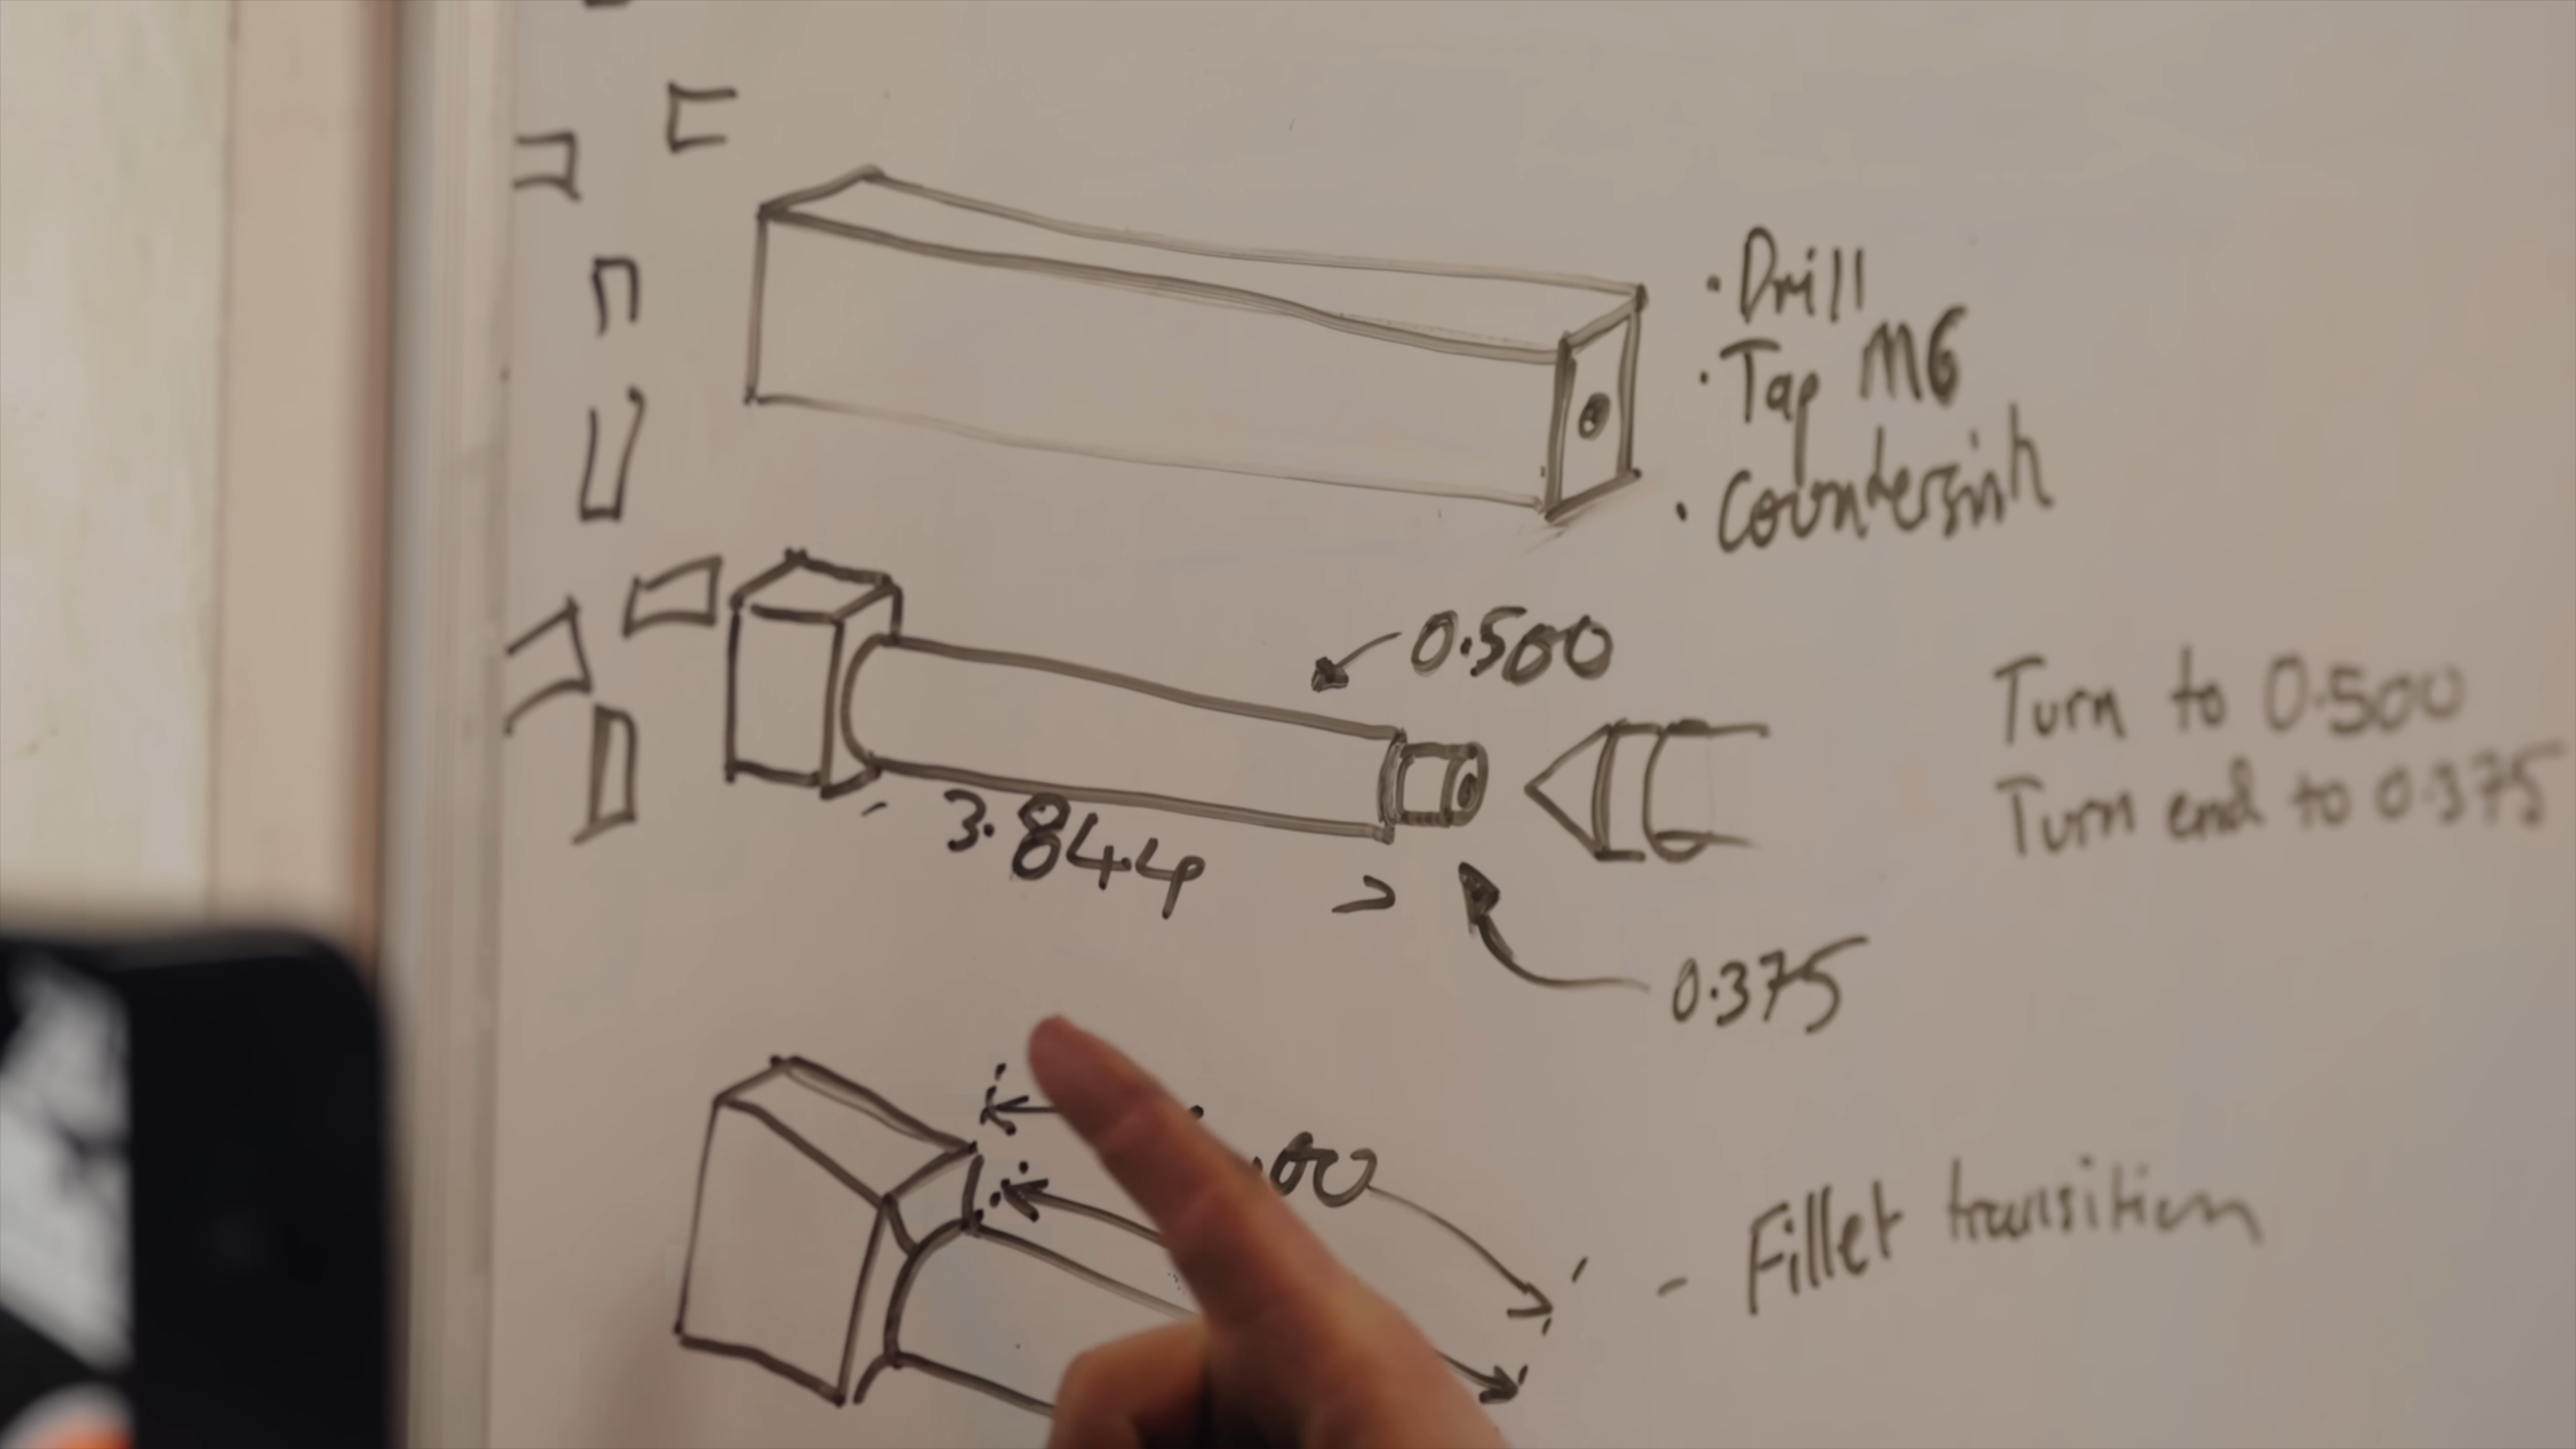 · Drill
· Tap M6
· Countersink
0.500
Turn to 0.500
Turn end to 0.375
3.844
0.375
- Fillet transition